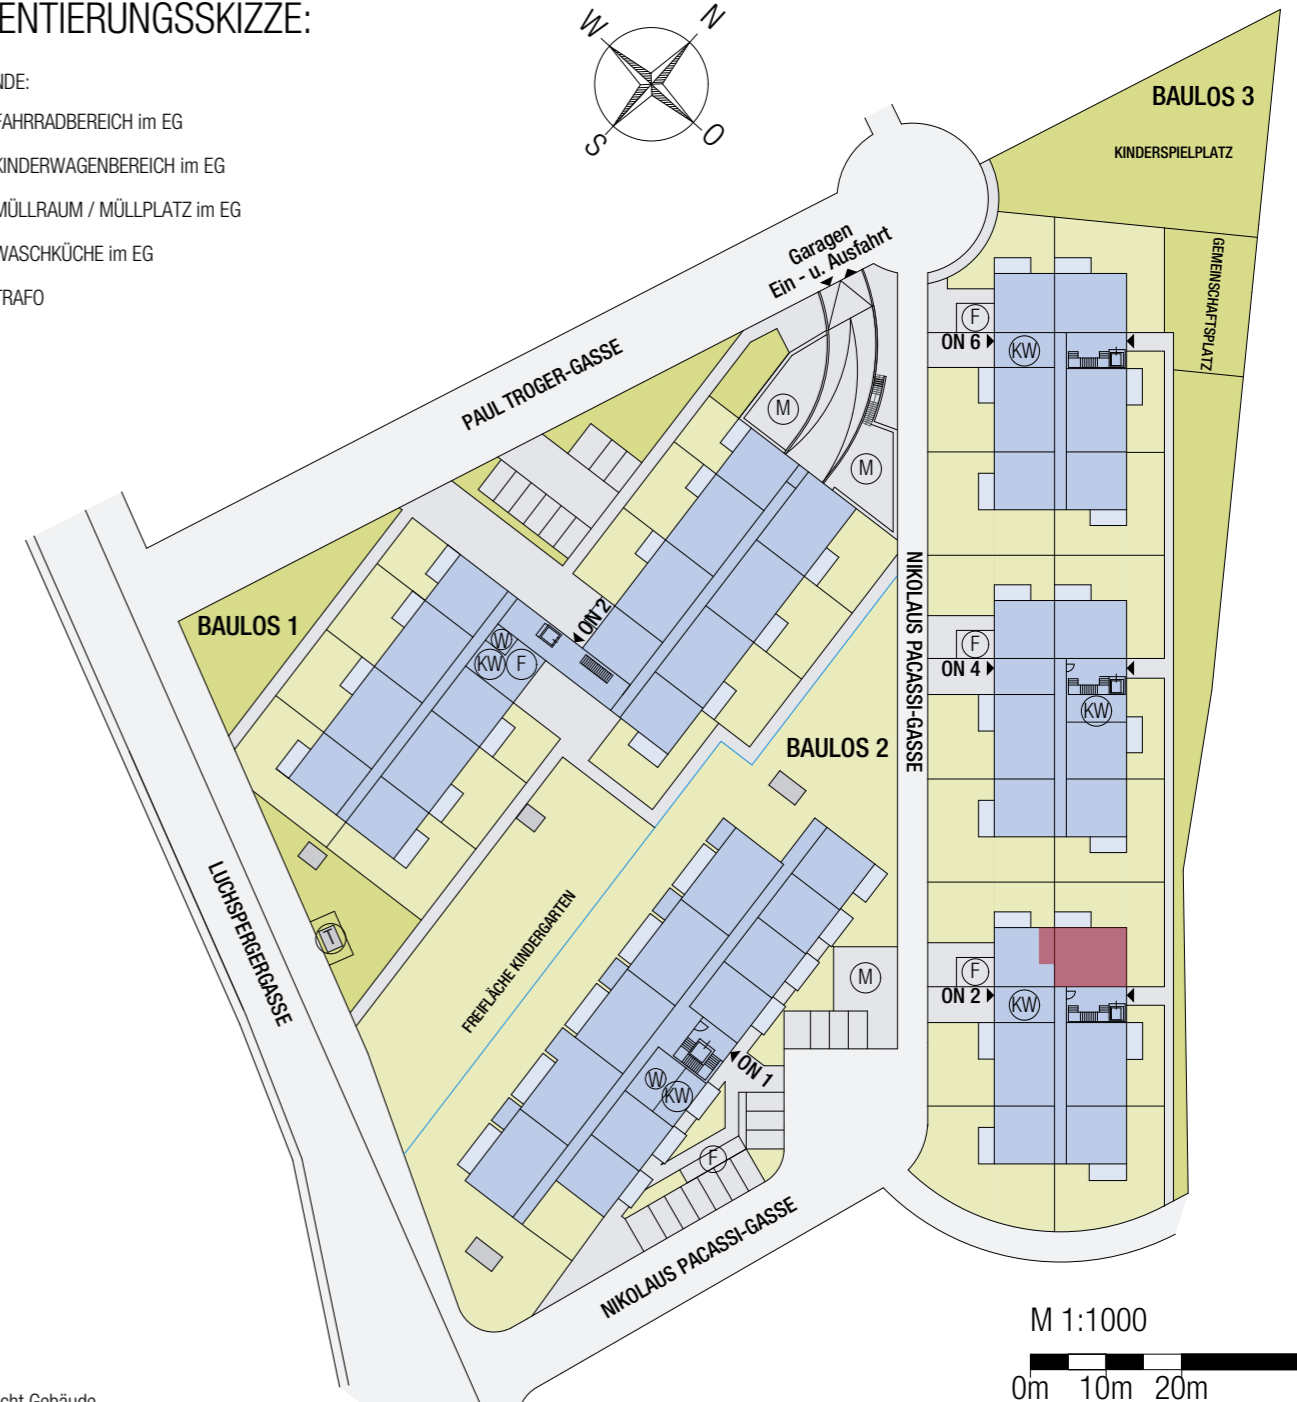 ENTIERUNGSSKIZZE:
NDE:
FAHRRADBEREICH im EG
KINDERWAGENBEREICH im EG
MÜLLRAUM / MÜLLPLATZ im EG
WASCHKÜCHE im EG
TRAFO
W
N
S
O
BAULOS 3
KINDERSPIELPLATZ
GEMEINSCHAFTSPLATZ
Garagen
Ein - u. Ausfahrt
PAUL TROGER-GASSE
M
M
F
ON 6
KW
BAULOS 1
ON 2
W
KW
F
NIKOLAUS PACASSI-GASSE
F
ON 4
KW
BAULOS 2
LUCHSPERGERGASSE
T
FREIFLÄCHE KINDERGARTEN
M
F
ON 2
KW
ON 1
W
KW
F
NIKOLAUS PACASSI-GASSE
M 1:1000
0m 10m 20m
cht Gebäude